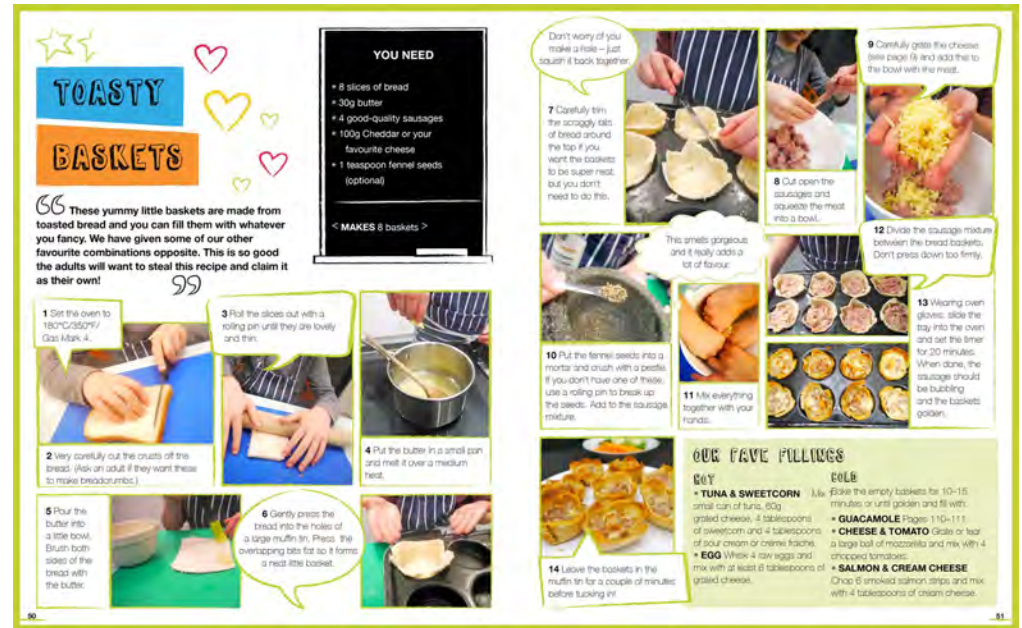 TOASTY
BASKETS
YOU NEED
• 8 slices of bread
• 30g butter
• 4 good-quality sausages
• 100g Cheddar or your
favourite cheese
• 1 teaspoon fennel seeds
(optional)
< MAKES 8 baskets >
These yummy little baskets are made from
toasted bread and you can fill them with whatever
you fancy. We have given some of our other
favourite combinations opposite. This is so good
the adults will want to steal this recipe and claim it
as their own!
1 Set the oven to
180°C/350°F/
Gas Mark 4.
2 Very carefully cut the crusts off the
bread. (Ask an adult if they want these
to make breadcrumbs.)
3 Roll the slices out with a
rolling pin until they are lovely
and thin.
4 Put the butter in a small pan
and melt it over a medium
heat.
5 Pour the
butter into
a little bowl.
Brush both
sides of the
bread with
the butter.
6 Gently press the
bread into the holes of
a large muffin tin. Press the
overlapping bits flat so it forms
a neat little basket.
50
Don't worry of you
make a hole – just
squish it back together.
7 Carefully trim
the scraggly bits
of bread around
the top if you
want the baskets
to be super neat,
but you don't
need to do this.
8 Cut open the
sausages and
squeeze the meat
into a bowl.
9 Carefully grate the cheese
(see page 9) and add this to
the bowl with the meat.
10 Put the fennel seeds into a
mortar and crush with a pestle.
If you don't have one of these,
use a rolling pin to break up
the seeds. Add to the sausage
mixture.
This smells gorgeous
and it really adds a
lot of flavour.
11 Mix everything
together with your
hands.
12 Divide the sausage mixture
between the bread baskets.
Don't press down too firmly.
13 Wearing oven
gloves, slide the
tray into the oven
and set the timer
for 20 minutes.
When done, the
sausage should
be bubbling
and the baskets
golden.
14 Leave the baskets in the
muffin tin for a couple of minutes
before tucking in!
OUR FAVE FILLINGS
HOT
• TUNA & SWEETCORN Mix 1
small can of tuna, 60g
grated cheese, 4 tablespoons
of sweetcorn and 4 tablespoons
of sour cream or crème fraîche.
• EGG Whisk 4 raw eggs and
mix with at least 6 tablespoons of
grated cheese.
COLD
Bake the empty baskets for 10–15
minutes or until golden and fill with:
• GUACAMOLE Pages 110–111
• CHEESE & TOMATO Grate or tear
a large ball of mozzarella and mix with 4
chopped tomatoes.
• SALMON & CREAM CHEESE
Chop 6 smoked salmon strips and mix
with 4 tablespoons of cream cheese.
51